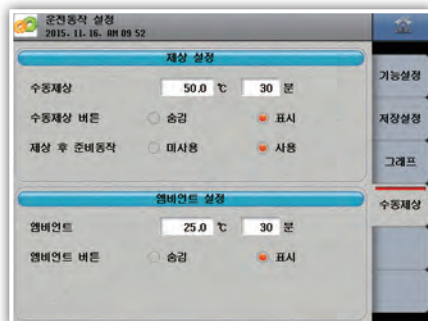 운전동작 설정
2015. 11. 16. AM 09 52
제상 설정
수동제상 50.0 ℃ 30 분
수동제상 버튼 숨김 표시
제상 후 준비동작 미사용 사용
엠비언트 설정
엠비언트 25.0 ℃ 30 분
엠비언트 버튼 숨김 표시
기능설정
저장설정
그래프
수동제상